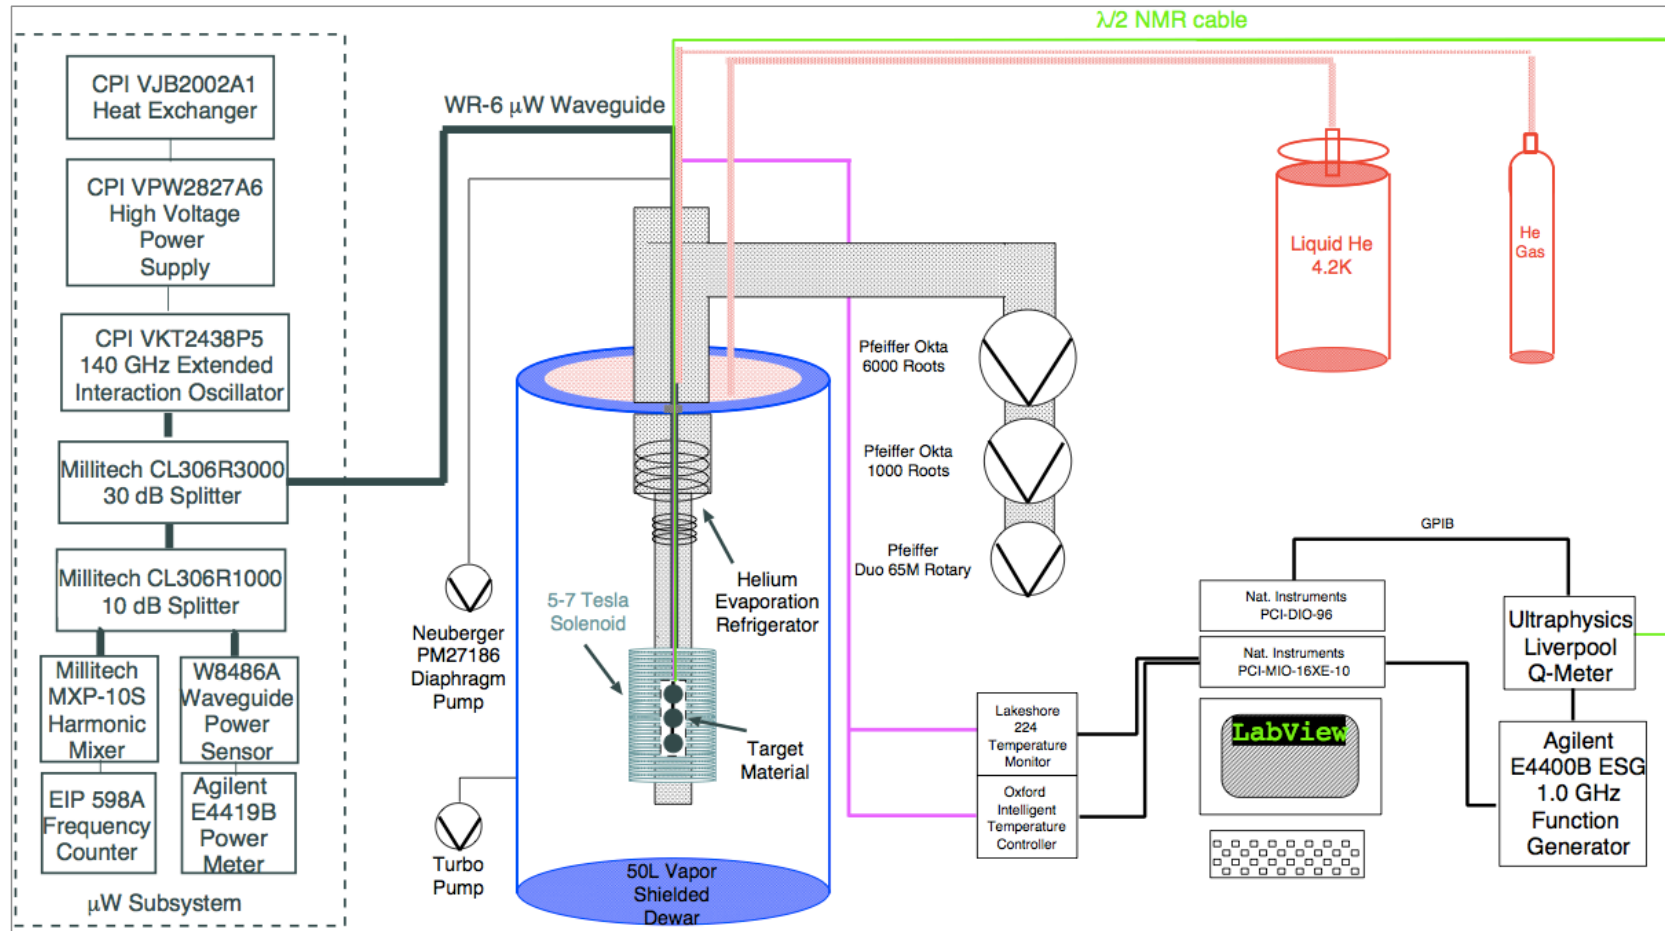 λ/2 NMR cable
CPI VJB2002A1
Heat Exchanger
CPI VPW2827A6
High Voltage
Power
Supply
CPI VKT2438P5
140 GHz Extended
Interaction Oscillator
Millitech CL306R3000
30 dB Splitter
Millitech CL306R1000
10 dB Splitter
Millitech
MXP-10S
Harmonic
Mixer
W8486A
Waveguide
Power
Sensor
EIP 598A
Frequency
Counter
Agilent
E4419B
Power
Meter
μW Subsystem
WR-6 μW Waveguide
Neuberger
PM27186
Diaphragm
Pump
Turbo
Pump
5-7 Tesla
Solenoid
Helium
Evaporation
Refrigerator
Target
Material
50L Vapor
Shielded
Dewar
Pfeiffer Okta
6000 Roots
Pfeiffer Okta
1000 Roots
Pfeiffer
Duo 65M Rotary
Liquid He
4.2K
He
Gas
GPIB
Nat. Instruments
PCI-DIO-96
Nat. Instruments
PCI-MIO-16XE-10
LabView
Lakeshore
224
Temperature
Monitor
Oxford
Intelligent
Temperature
Controller
Ultraphysics
Liverpool
Q-Meter
Agilent
E4400B ESG
1.0 GHz
Function
Generator